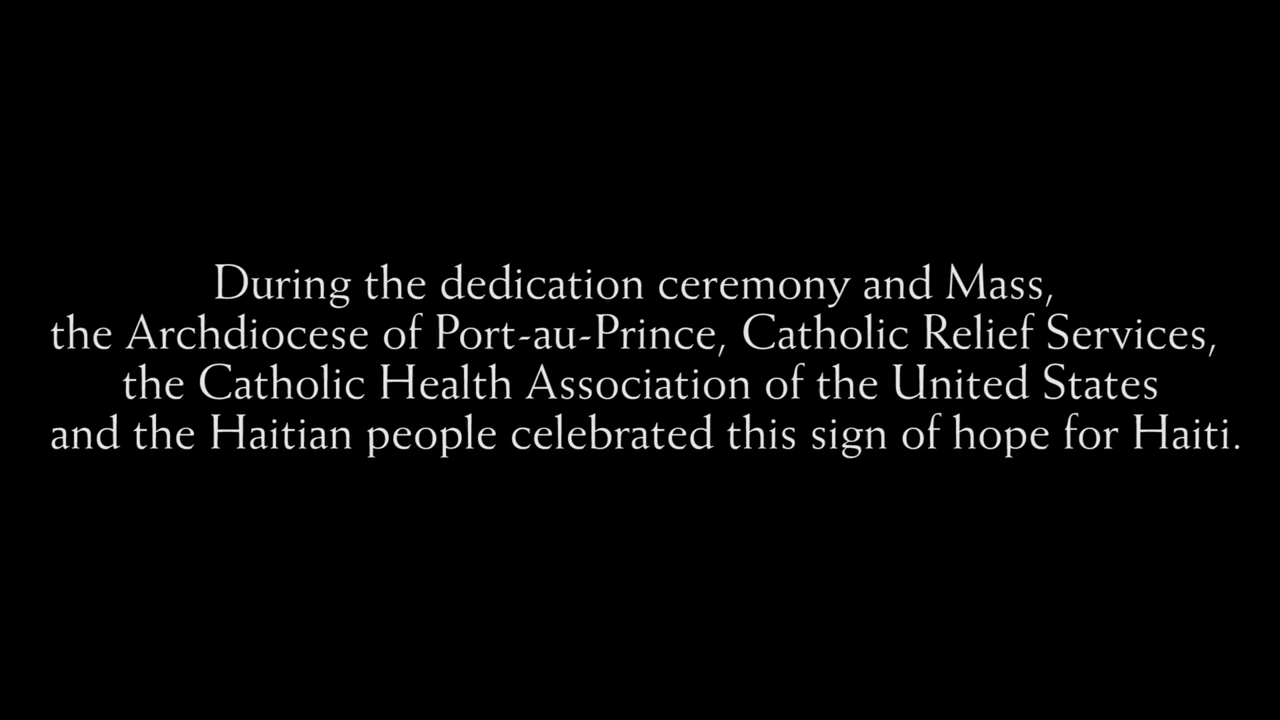 During the dedication ceremony and Mass,
the Archdiocese of Port-au-Prince, Catholic Relief Services,
the Catholic Health Association of the United States
and the Haitian people celebrated this sign of hope for Haiti.